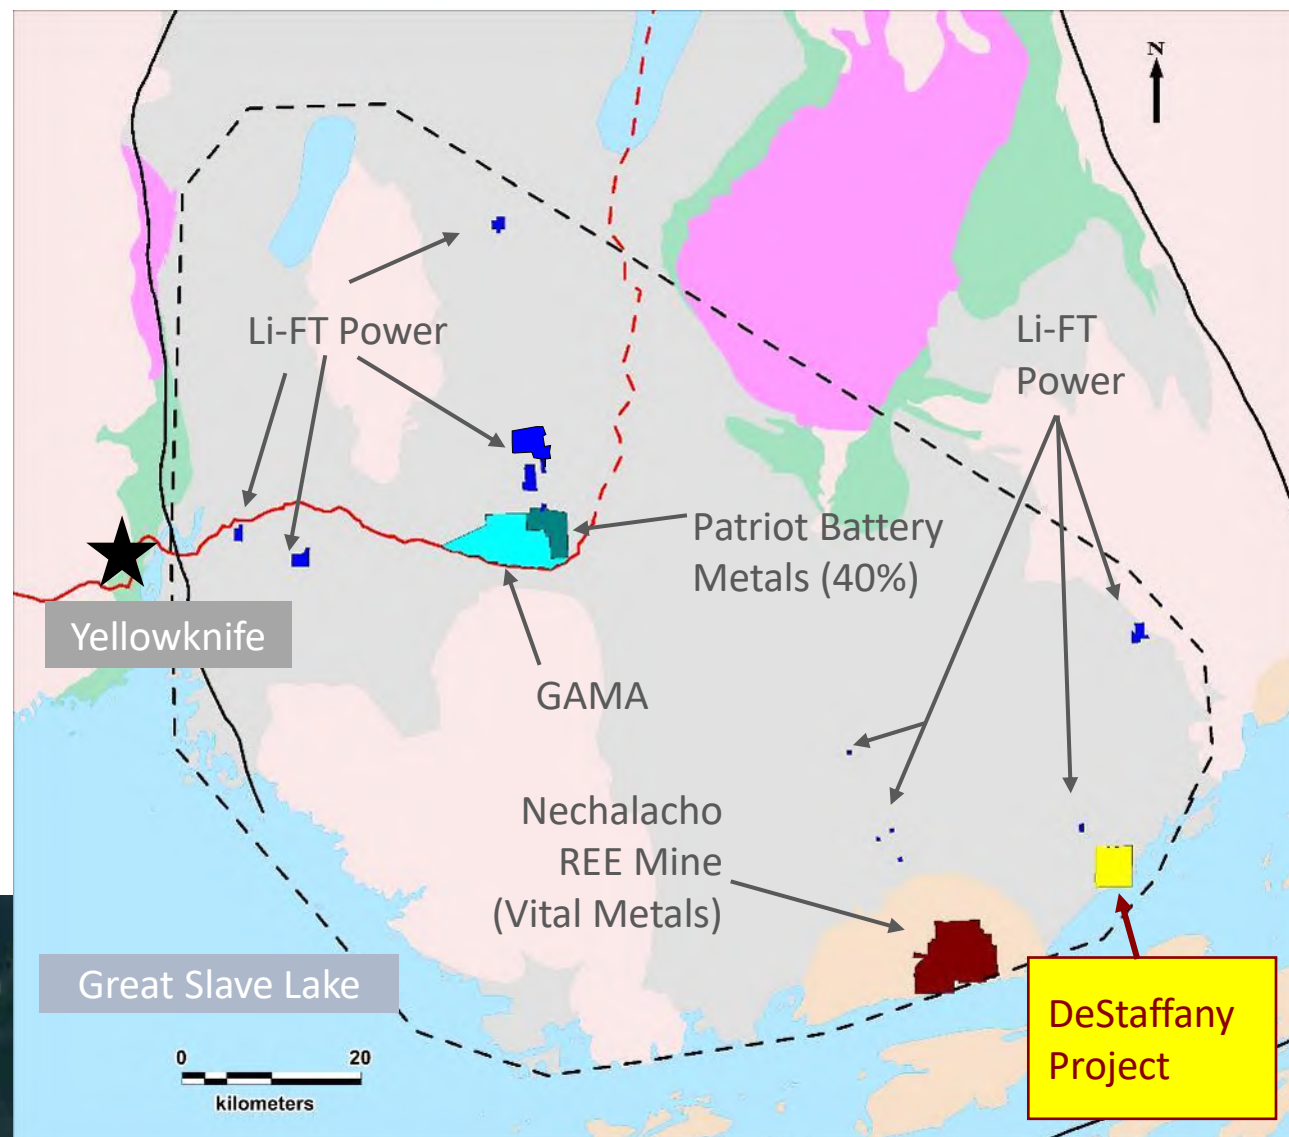 N
Li-FT Power
Li-FT
Power
Patriot Battery
Metals (40%)
Yellowknife
GAMA
Nechalacho
REE Mine
(Vital Metals)
Great Slave Lake
DeStaffany
Project
0 20
kilometers